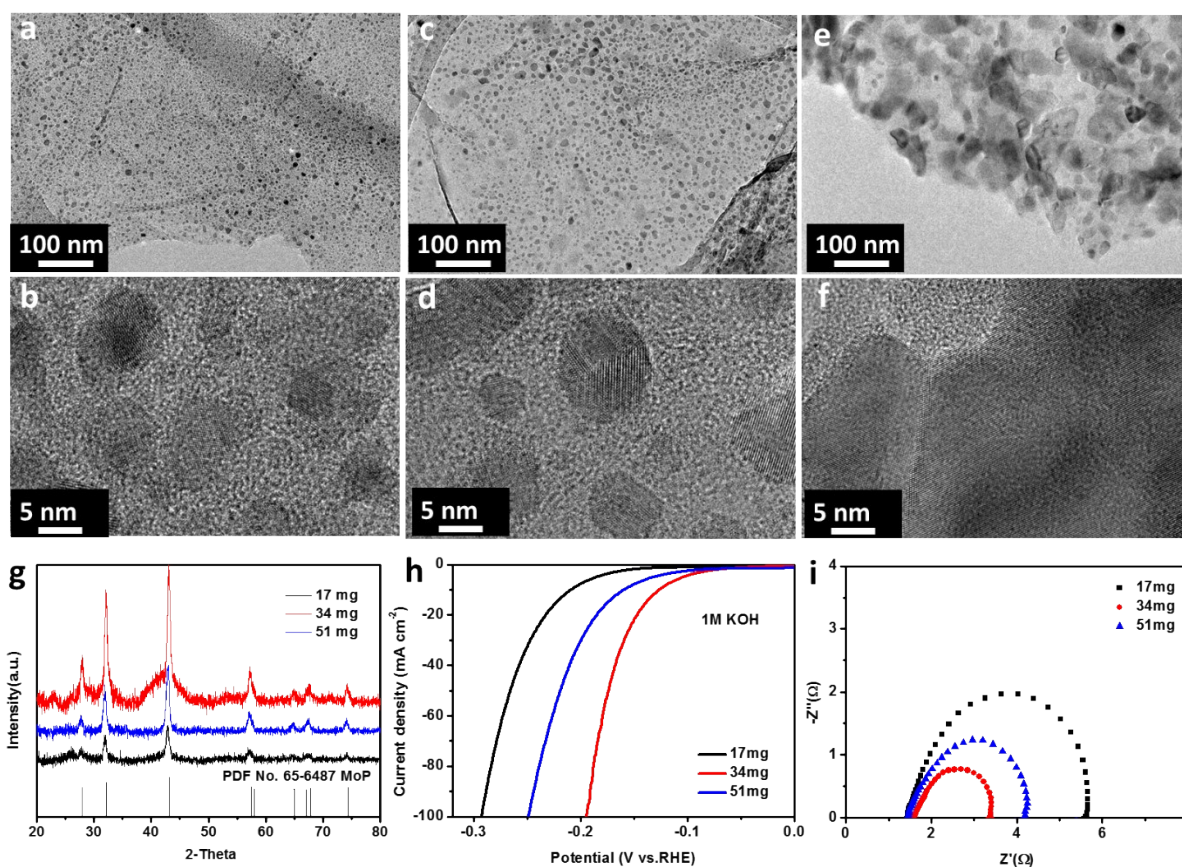 a
c
e
100 nm
100 nm
100 nm
b
d
f
5 nm
5 nm
5 nm
g
17 mg
34 mg
51 mg
PDF No. 65-6487 MoP
Intensity(a.u.)
20 30 40 50 60 70 80
2-Theta
h
0
-20
-40
-60
-80
-100
1M KOH
17mg
34mg
51mg
Current density (mA cm-2)
-0.3 -0.2 -0.1 0.0
Potential (V vs.RHE)
i
17mg
34mg
51mg
4
2
0
-Z''(Ω)
0 2 4 6
Z'(Ω)